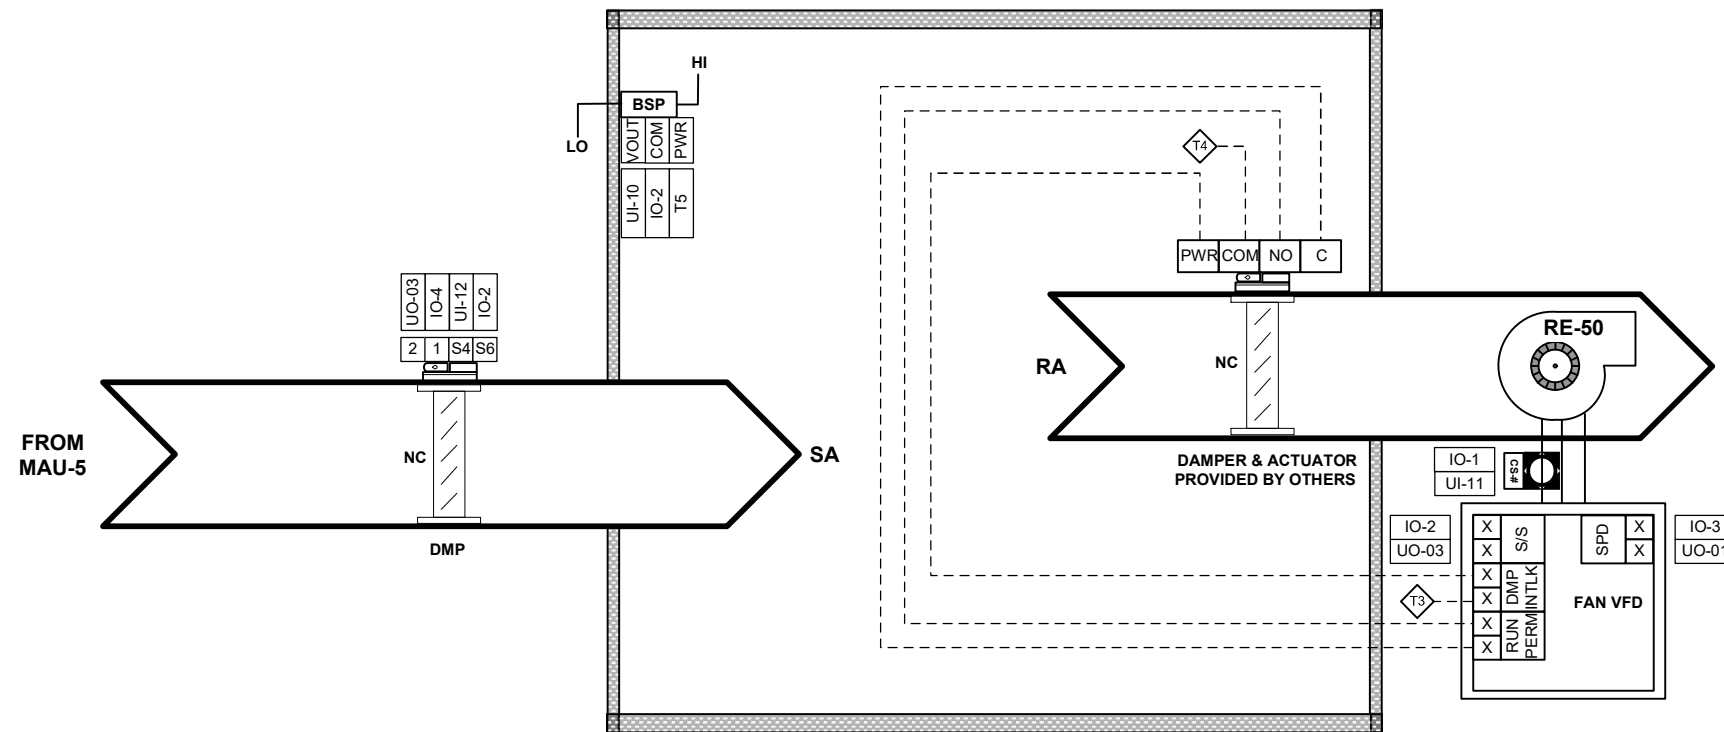 HI
BSP
LO
VOUT
COM
PWR
UI-10
IO-2
T5
T4
PWR
COM
NO
C
UO-03
IO-4
UI-12
IO-2
2
1
S4
S6
FROM
MAU-5
NC
SA
DMP
RA
NC
RE-50
DAMPER & ACTUATOR
PROVIDED BY OTHERS
IO-1
UI-11
CS-#
IO-2
UO-03
X
X
S/S
SPD
X
X
IO-3
UO-01
X
X
DMP
INTLK
T3
FAN VFD
X
X
RUN
PERM